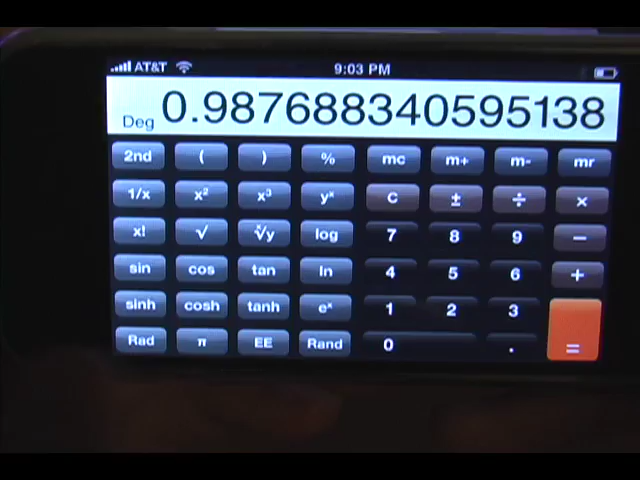 AT&T 9:03 PM
Deg 0.987688340595138
2nd ( ) % mc m+ m- mr
1/x x² x³ yˣ C ± ÷ ×
x! √ ˣ√y log 7 8 9 −
sin cos tan ln 4 5 6 +
sinh cosh tanh eˣ 1 2 3
Rad π EE Rand 0 . =